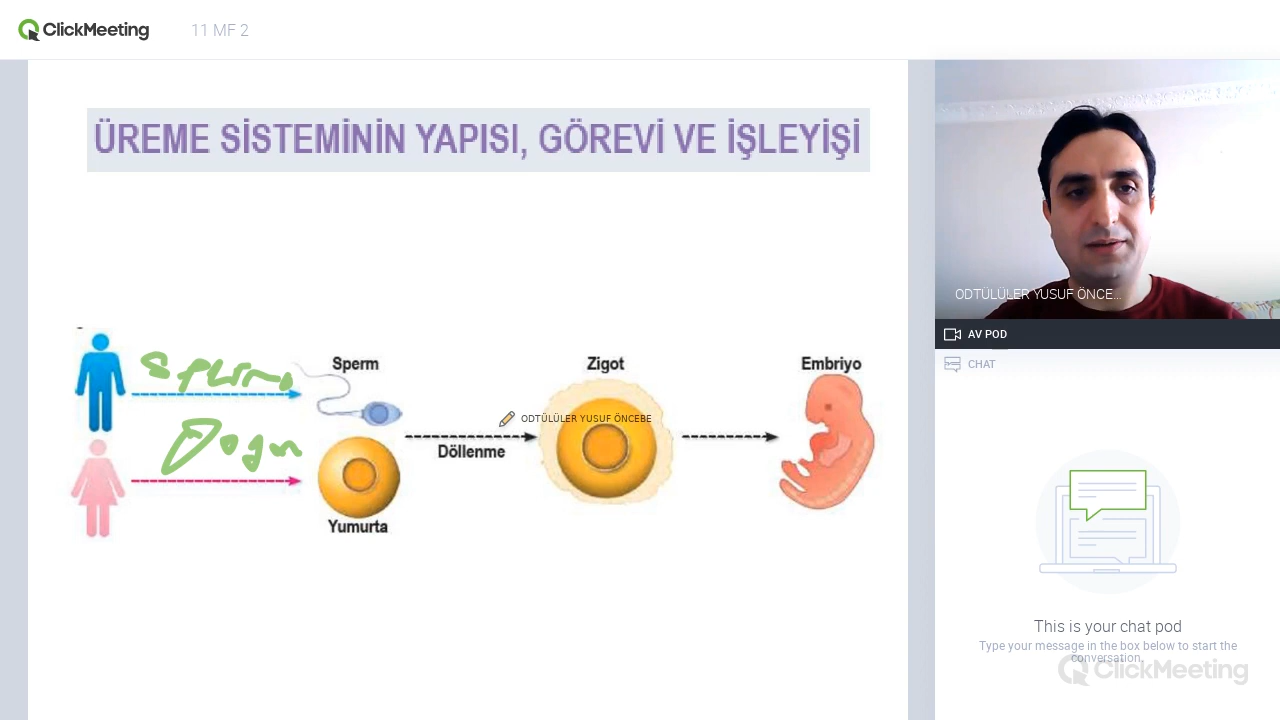 ClickMeeting
11 MF 2
ÜREME SİSTEMİNİN YAPISI, GÖREVİ VE İŞLEYİŞİ
Sperm
Zigot
Embriyo
ODTÜLÜLER YUSUF ÖNCEBE
Döllenme
Yumurta
ODTÜLÜLER YUSUF ÖNCE...
AV POD
CHAT
This is your chat pod
Type your message in the box below to start the
conversation.
ClickMeeting